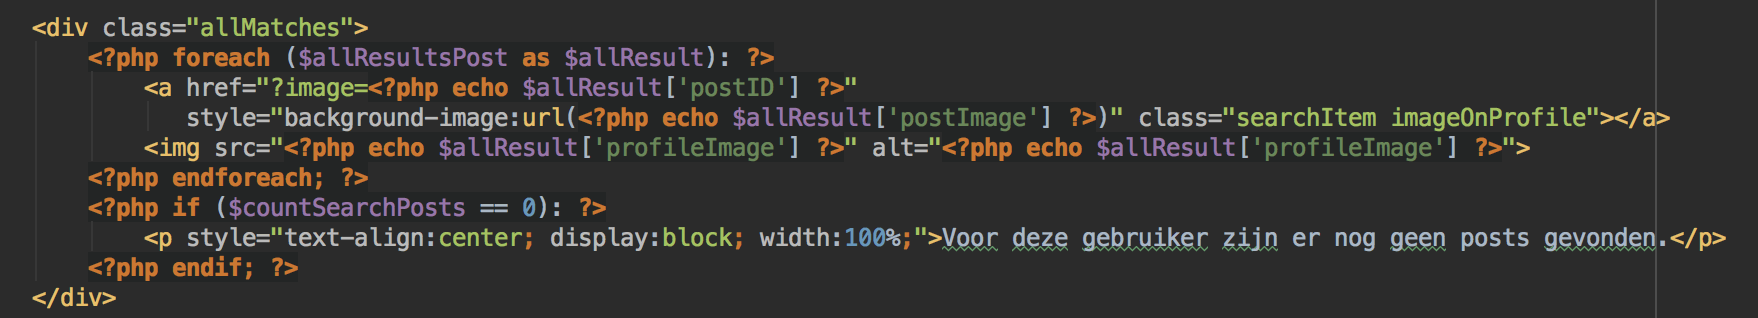 <div class="allMatches">
<?php foreach ($allResultsPost as $allResult): ?>
<a href="?image=<?php echo $allResult['postID'] ?>"
style="background-image:url(<?php echo $allResult['postImage'] ?>)" class="searchItem imageOnProfile"></a>
<img src="<?php echo $allResult['profileImage'] ?>" alt="<?php echo $allResult['profileImage'] ?>">
<?php endforeach; ?>
<?php if ($countSearchPosts == 0): ?>
<p style="text-align:center; display:block; width:100%;">Voor deze gebruiker zijn er nog geen posts gevonden.</p>
<?php endif; ?>
</div>